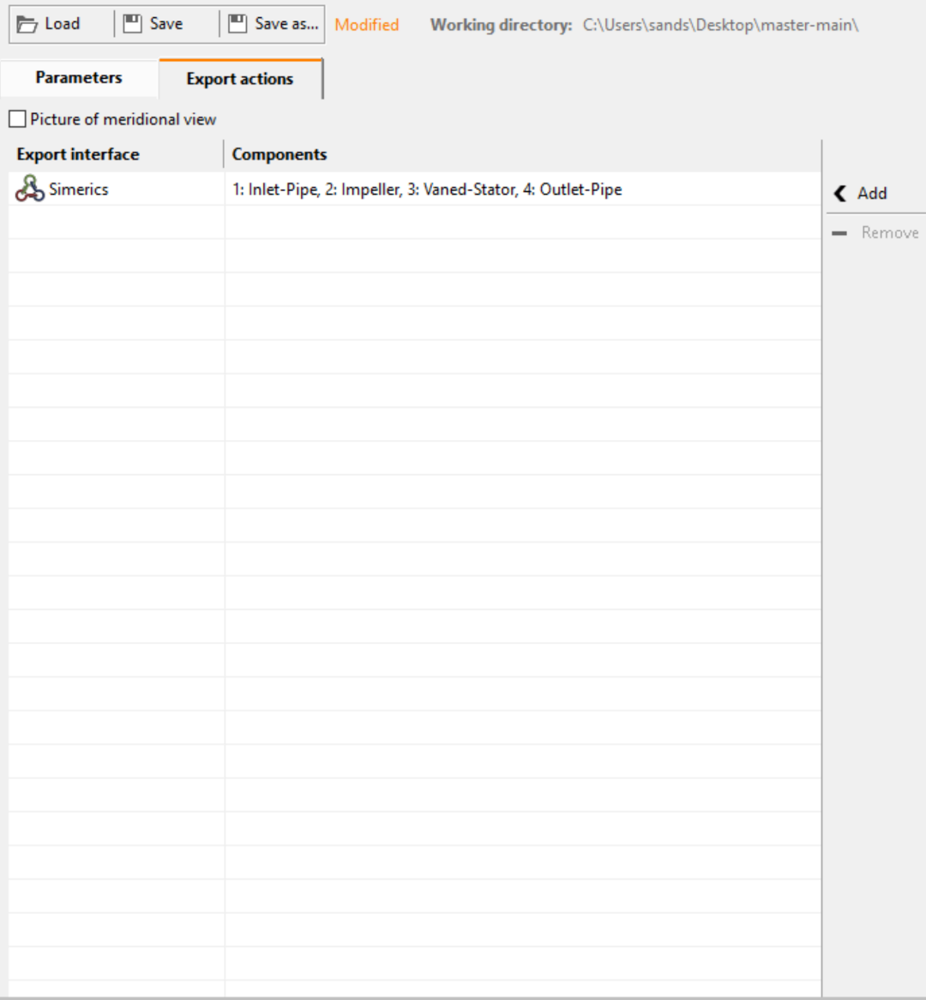 Load Save Save as... Modified Working directory: C:\Users\sands\Desktop\master-main\
Parameters Export actions
Picture of meridional view
Export interface Components
Simerics 1: Inlet-Pipe, 2: Impeller, 3: Vaned-Stator, 4: Outlet-Pipe
Add
Remove